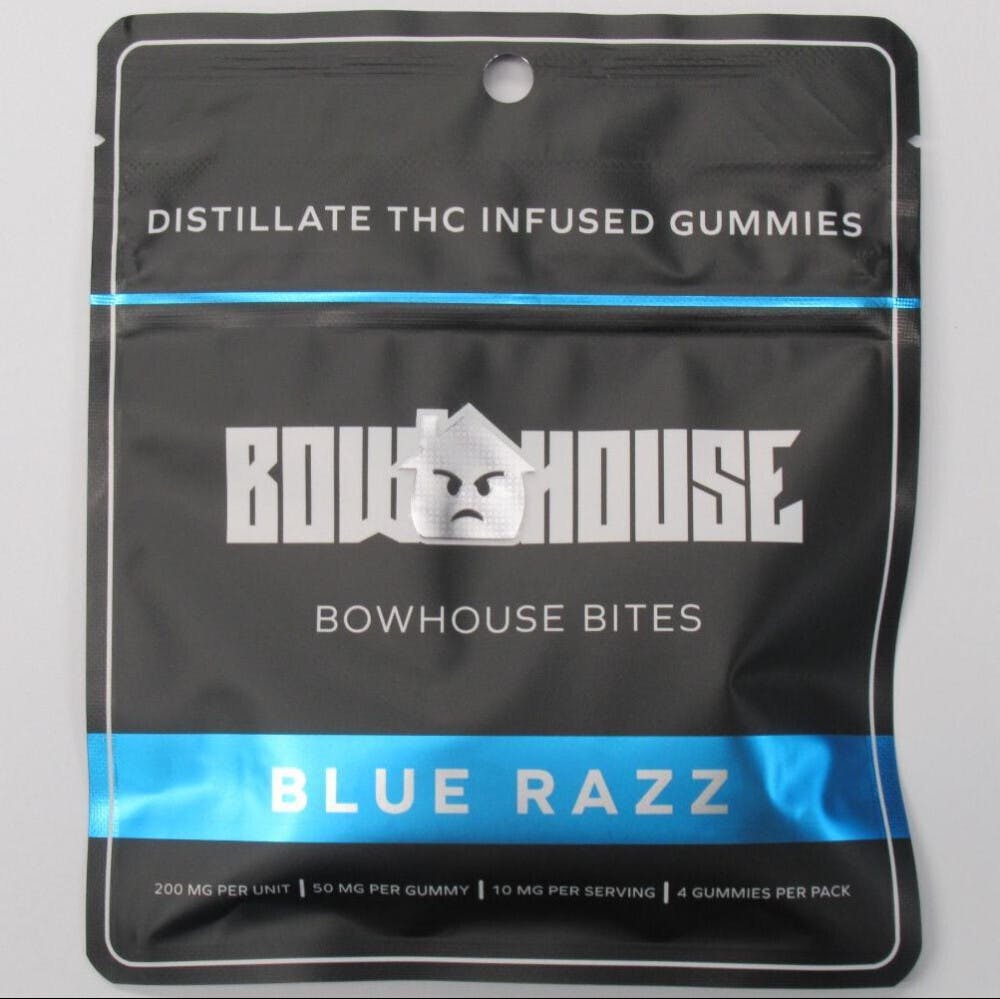 DISTILLATE THC INFUSED GUMMIES
BOWHOUSE
BOWHOUSE BITES
BLUE RAZZ
200 MG PER UNIT | 50 MG PER GUMMY | 10 MG PER SERVING | 4 GUMMIES PER PACK